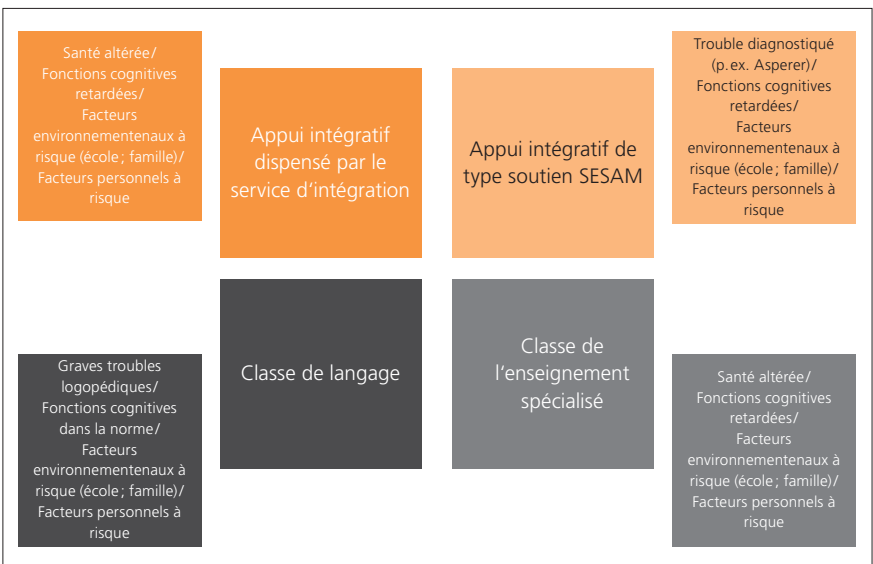 Santé altérée/
Fonctions cognitives
retardées/
Facteurs
environnementenaux à
risque (école ; famille)/
Facteurs personnels à
risque
Appui intégratif
dispensé par le
service d‘intégration
Appui intégratif de
type soutien SESAM
Trouble diagnostiqué
(p. ex. Asperer)/
Fonctions cognitives
retardées/
Facteurs
environnementenaux à
risque (école ; famille)/
Facteurs personnels à
risque
Graves troubles
logopédiques/
Fonctions cognitives
dans la norme/
Facteurs
environnementenaux à
risque (école ; famille)/
Facteurs personnels à
risque
Classe de langage
Classe de
l‘enseignement
spécialisé
Santé altérée/
Fonctions cognitives
retardées/
Facteurs
environnementenaux à
risque (école ; famille)/
Facteurs personnels à
risque